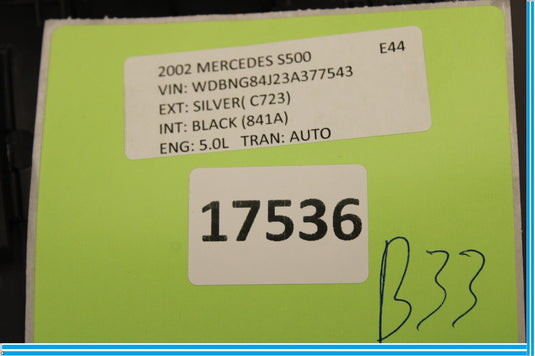 2002 MERCEDES S500 E44
VIN: WDBNG84J23A377543
EXT: SILVER( C723)
INT: BLACK (841A)
ENG: 5.0L TRAN: AUTO
17536
B33